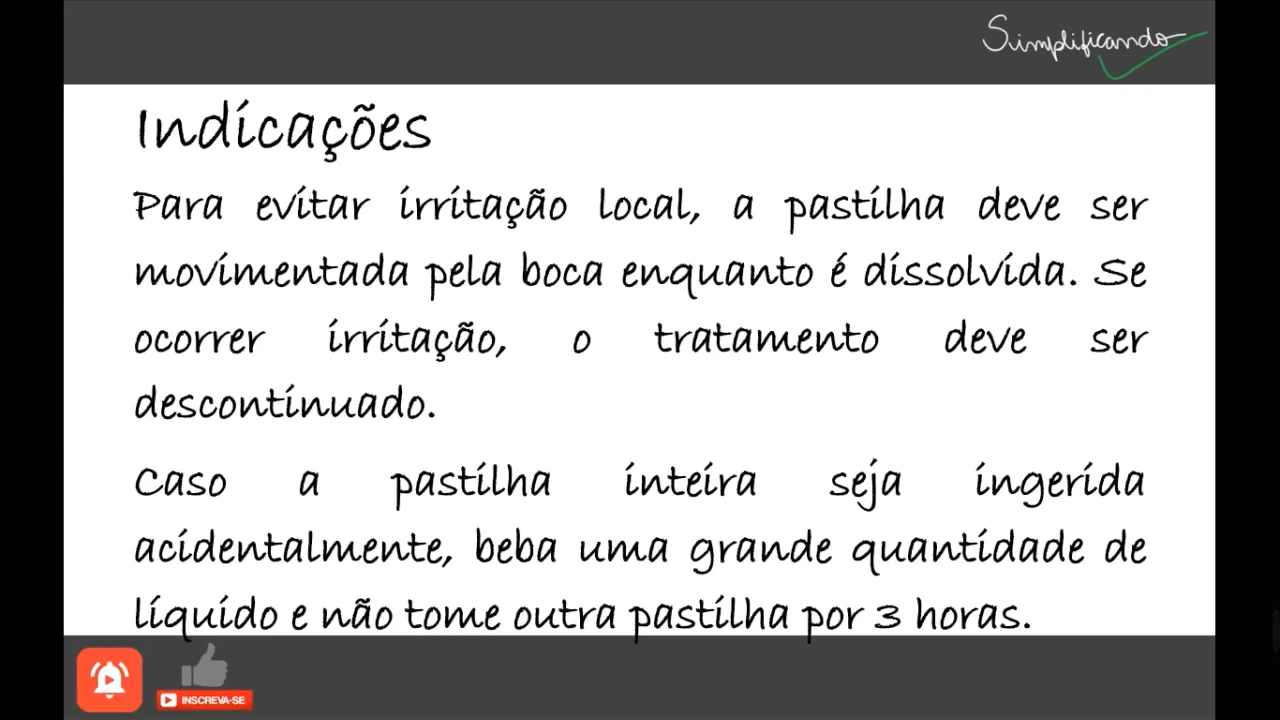 Simplificando
Indicações
Para evitar irritação local, a pastilha deve ser
movimentada pela boca enquanto é dissolvida. Se
ocorrer irritação, o tratamento deve ser
descontinuado.
Caso a pastilha inteira seja ingerida
acidentalmente, beba uma grande quantidade de
líquido e não tome outra pastilha por 3 horas.
INSCREVA-SE